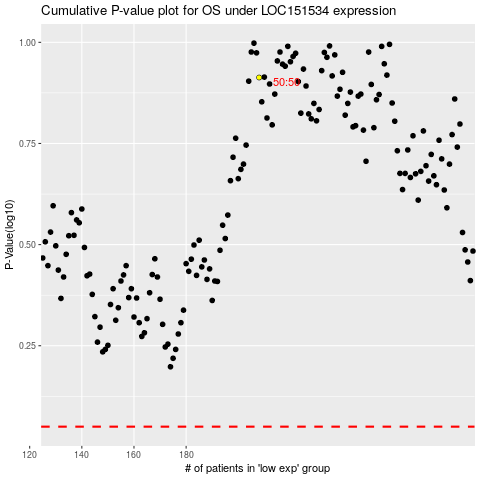 Cumulative P-value plot for OS under LOC151534 expression
1.00
50:50
0.75
P-Value(log10)
0.50
0.25
120 140 160 180
# of patients in 'low exp' group